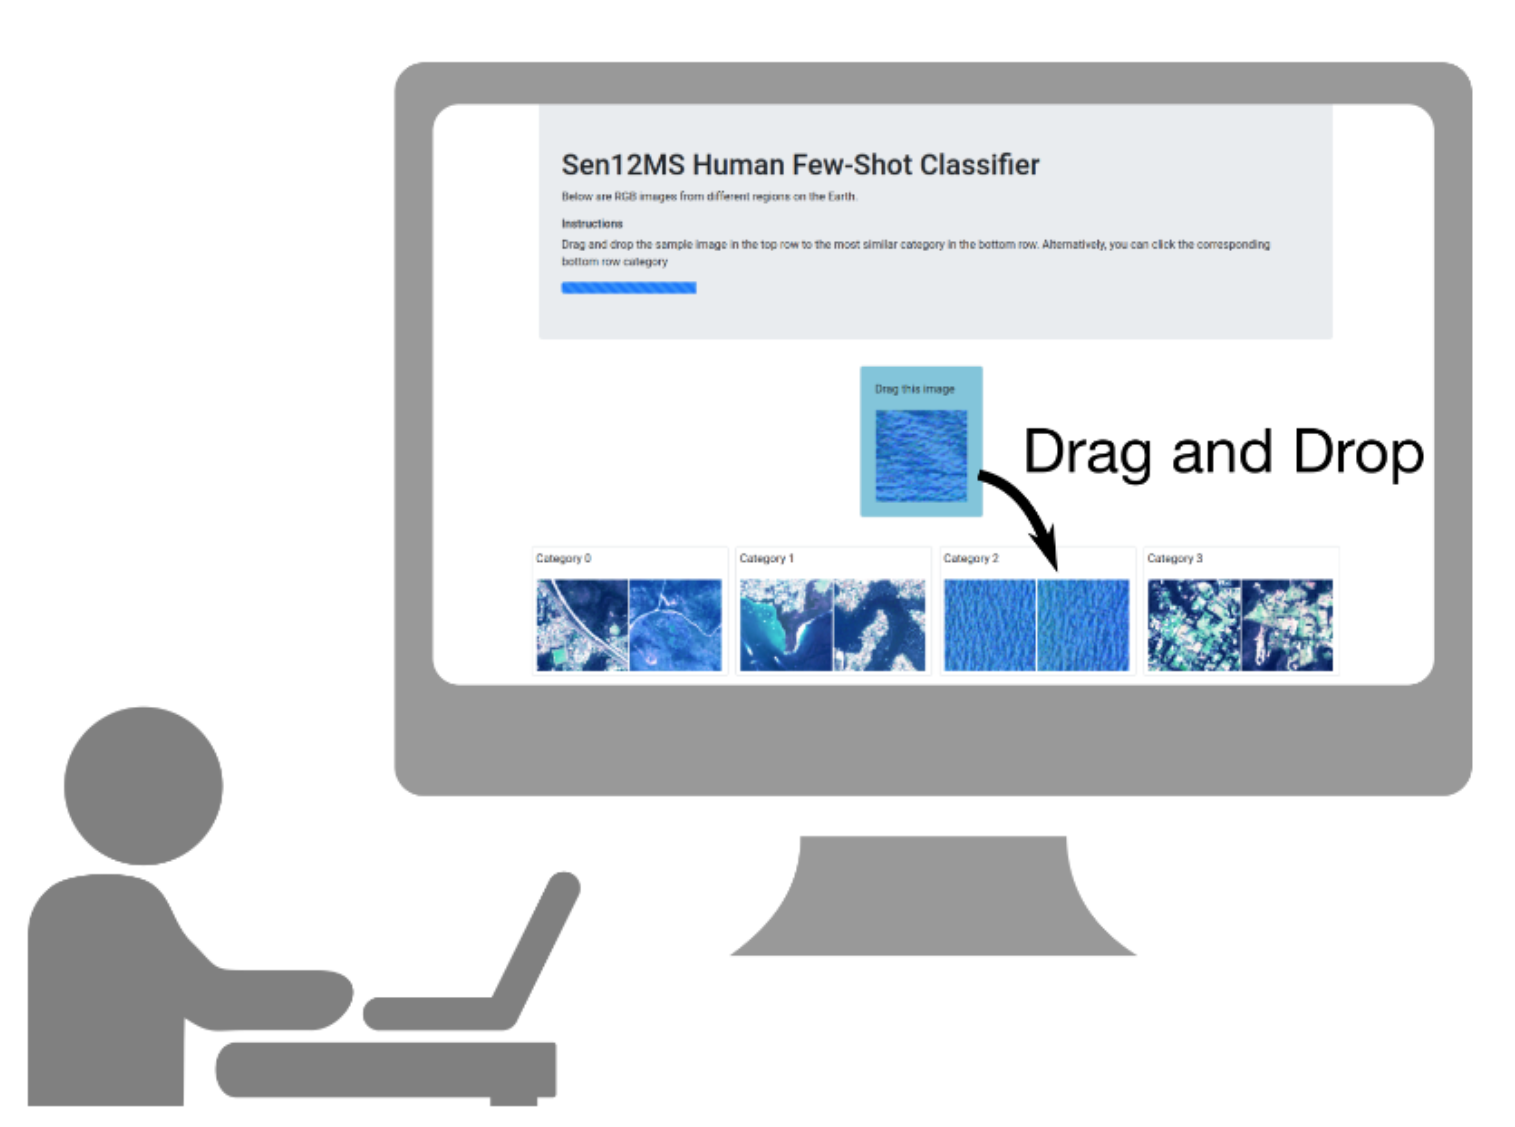 Sen12MS Human Few-Shot Classifier
Below are RGB images from different regions on the Earth.
Instructions
Drag and drop the sample image in the top row to the most similar category in the bottom row. Alternatively, you can click the corresponding
bottom row category
Drag this image
Drag and Drop
Category 0
Category 1
Category 2
Category 3